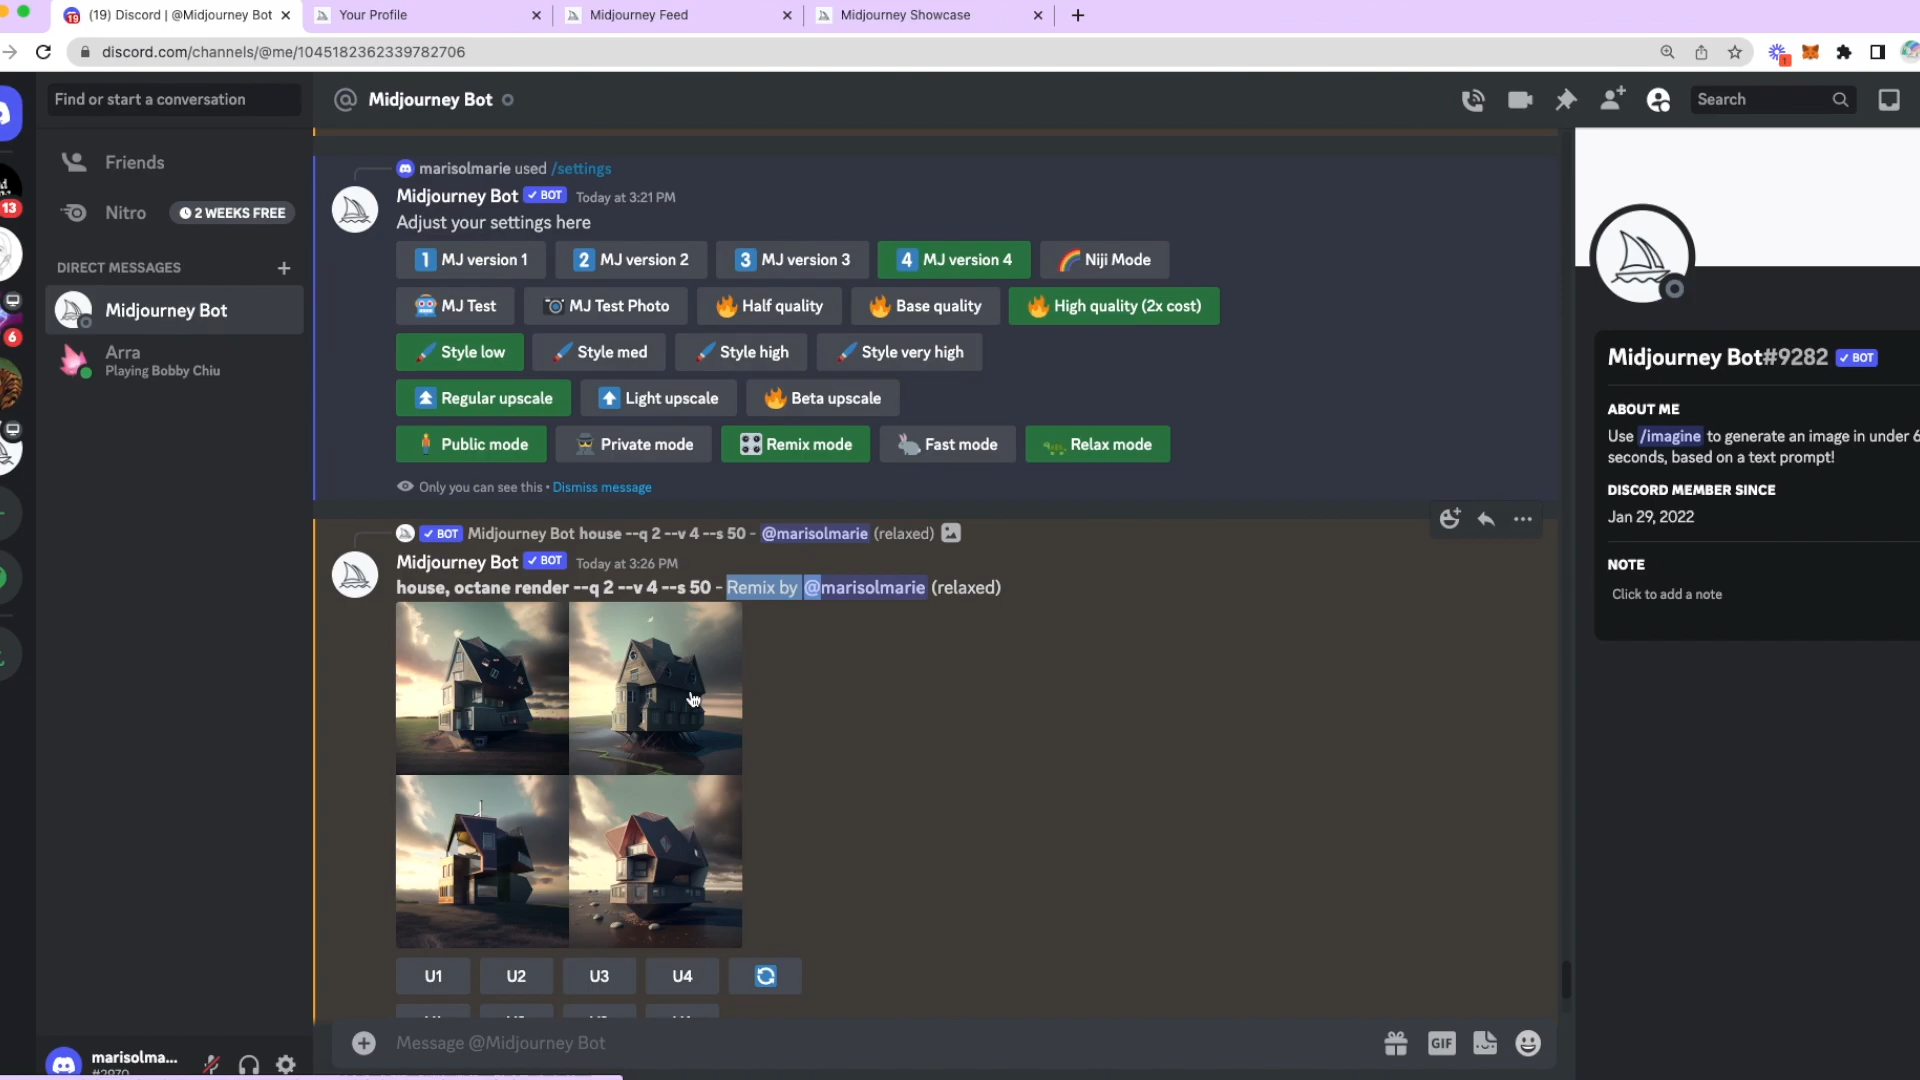 (19) Discord | @Midjourney Bot
Your Profile
Midjourney Feed
Midjourney Showcase
discord.com/channels/@me/1045182362339782706
1
Find or start a conversation
Midjourney Bot
Search
Friends
Nitro
2 WEEKS FREE
DIRECT MESSAGES
Midjourney Bot
Arra
Playing Bobby Chiu
13
6
marisolmarie used /settings
Midjourney Bot ✓ BOT Today at 3:21 PM
Adjust your settings here
1 MJ version 1
2 MJ version 2
3 MJ version 3
4 MJ version 4
Niji Mode
MJ Test
MJ Test Photo
Half quality
Base quality
High quality (2x cost)
Style low
Style med
Style high
Style very high
Regular upscale
Light upscale
Beta upscale
Public mode
Private mode
Remix mode
Fast mode
Relax mode
Only you can see this • Dismiss message
✓ BOT Midjourney Bot house --q 2 --v 4 --s 50 - @marisolmarie (relaxed)
Midjourney Bot ✓ BOT Today at 3:26 PM
house, octane render --q 2 --v 4 --s 50 - Remix by @marisolmarie (relaxed)
U1
U2
U3
U4
Message @Midjourney Bot
GIF
marisolma...
Midjourney Bot#9282 ✓ BOT
ABOUT ME
Use /imagine to generate an image in under 6
seconds, based on a text prompt!
DISCORD MEMBER SINCE
Jan 29, 2022
NOTE
Click to add a note